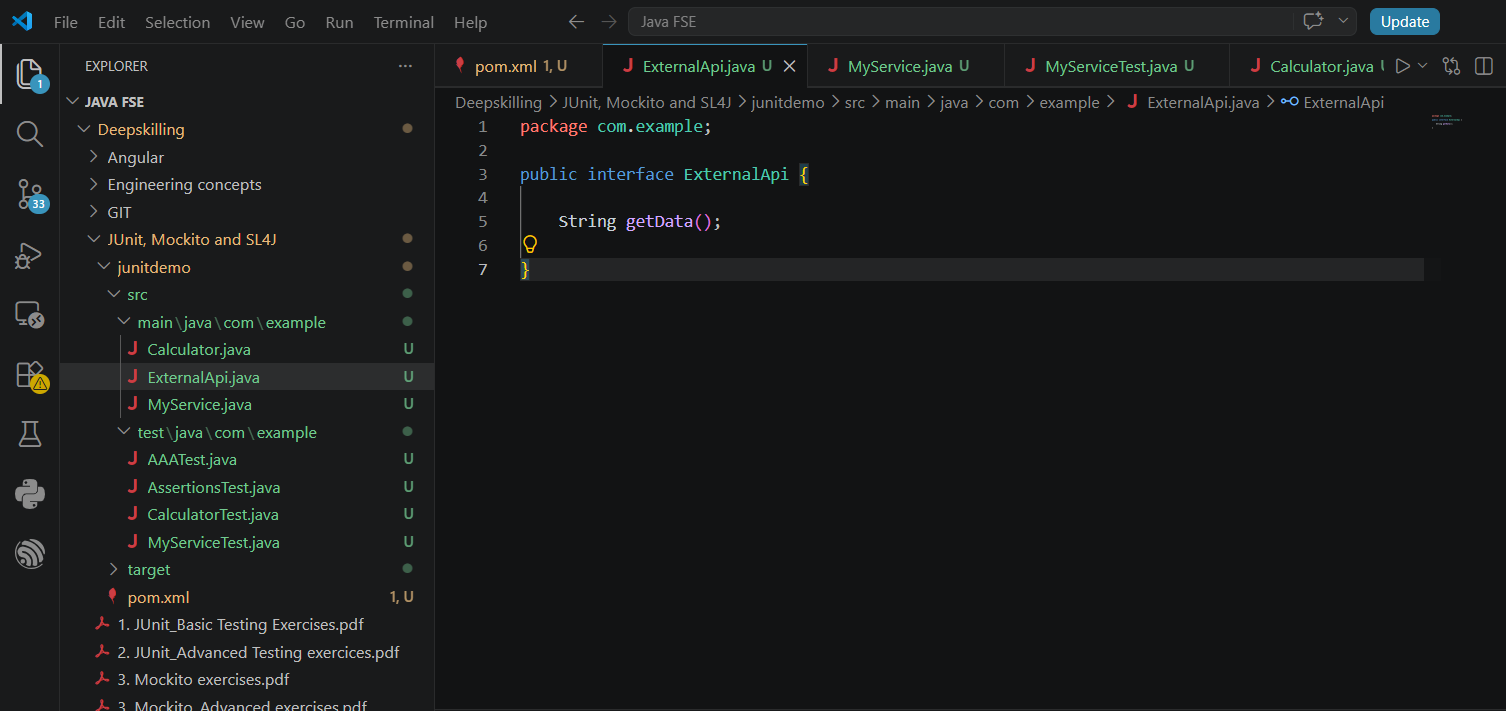 File Edit Selection View Go Run Terminal Help
Java FSE
Update
1
33
EXPLORER
JAVA FSE
Deepskilling
Angular
Engineering concepts
GIT
JUnit, Mockito and SL4J
junitdemo
src
main\java\com\example
Calculator.java U
ExternalApi.java U
MyService.java U
test\java\com\example
AAATest.java U
AssertionsTest.java U
CalculatorTest.java U
MyServiceTest.java U
target
pom.xml 1, U
1. JUnit_Basic Testing Exercises.pdf
2. JUnit_Advanced Testing exercices.pdf
3. Mockito exercises.pdf
3. Mockito_Advanced exercises.pdf
pom.xml 1, U
ExternalApi.java U
MyService.java U
MyServiceTest.java U
Calculator.java
Deepskilling > JUnit, Mockito and SL4J > junitdemo > src > main > java > com > example > ExternalApi.java > ExternalApi
1 package com.example;
2
3 public interface ExternalApi {
4
5 String getData();
6
7 }